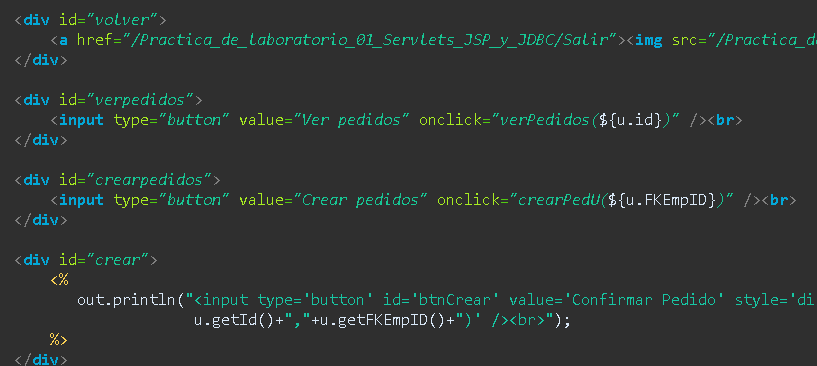 <div id="volver">
<a href="/Practica_de_laboratorio_01_Servlets_JSP_y_JDBC/Salir"><img src="/Practica_de
</div>
<div id="verpedidos">
<input type="button" value="Ver pedidos" onclick="verPedidos(${u.id})" /><br>
</div>
<div id="crearpedidos">
<input type="button" value="Crear pedidos" onclick="crearPedU(${u.FKEmpID})" /><br>
</div>
<div id="crear">
<%
out.println("<input type='button' id='btnCrear' value='Confirmar Pedido' style='di
u.getId()+","+u.getFKEmpID()+")' /><br>");
%>
</div>